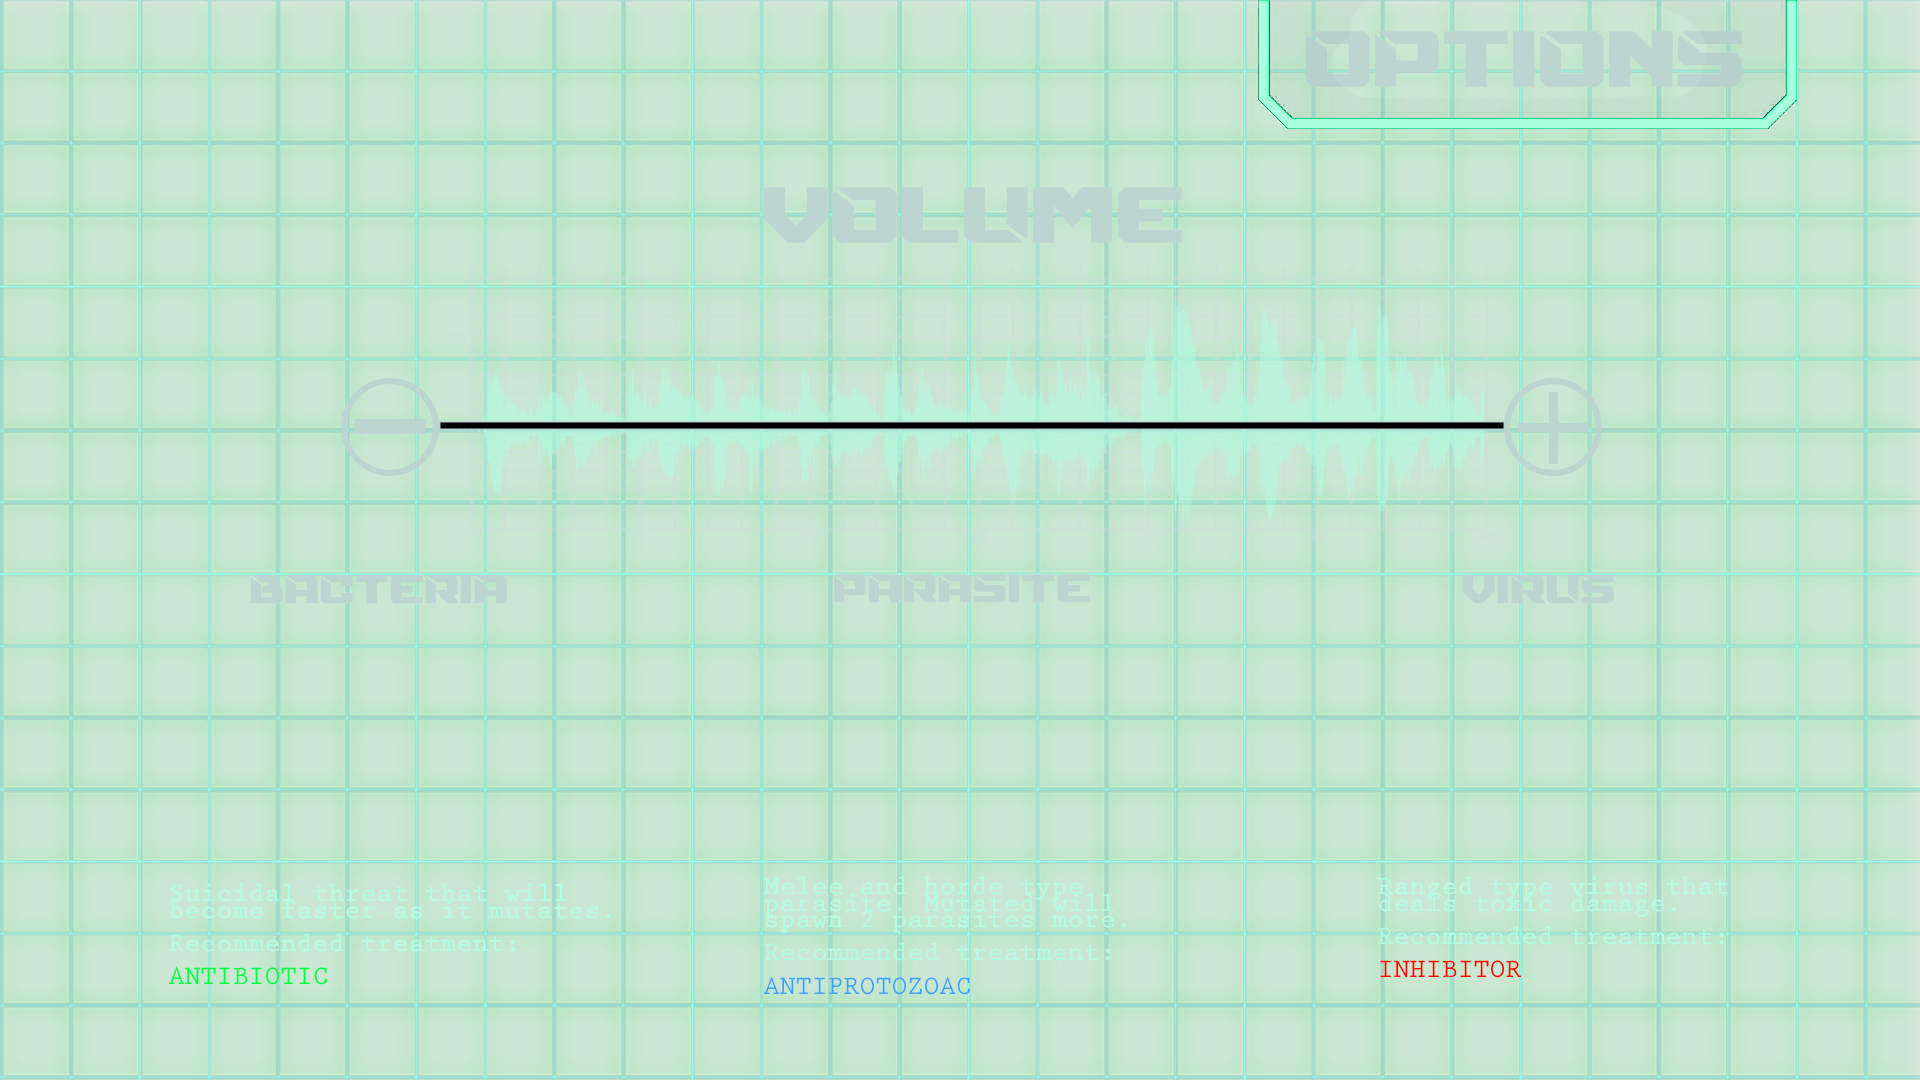 OPTIONS
VOLUME
BACTERIA
PARASITE
VIRUS
Suicidal threat that will
become faster as it mutates.
Recommended treatment:
ANTIBIOTIC
Melee and horde type
parasite. Mutated will
spawn 2 parasites more.
Recommended treatment:
ANTIPROTOZOAC
Ranged type virus that
deals toxic damage.
Recommended treatment:
INHIBITOR